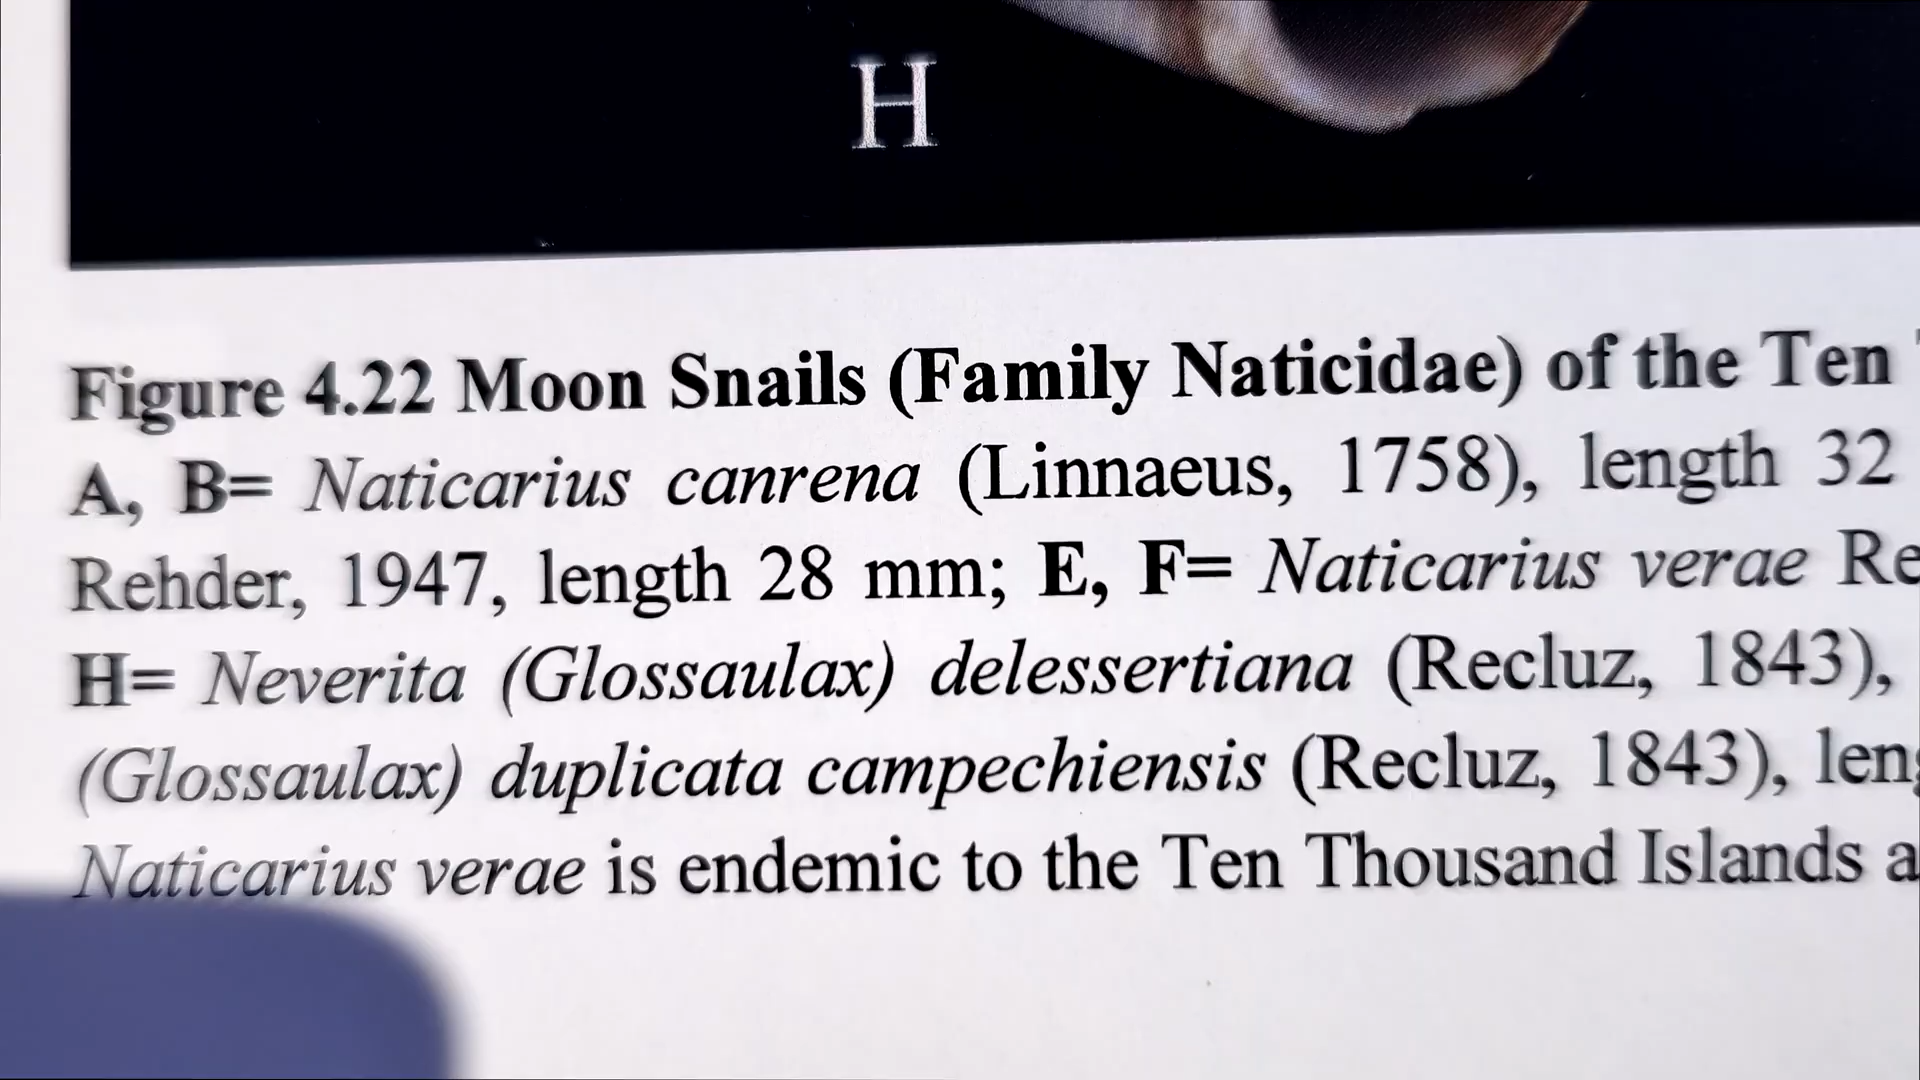 H
Figure 4.22 Moon Snails (Family Naticidae) of the Ten
A, B= Naticarius canrena (Linnaeus, 1758), length 32
Rehder, 1947, length 28 mm; E, F= Naticarius verae Re
H= Neverita (Glossaulax) delessertiana (Recluz, 1843),
(Glossaulax) duplicata campechiensis (Recluz, 1843), len
Naticarius verae is endemic to the Ten Thousand Islands a